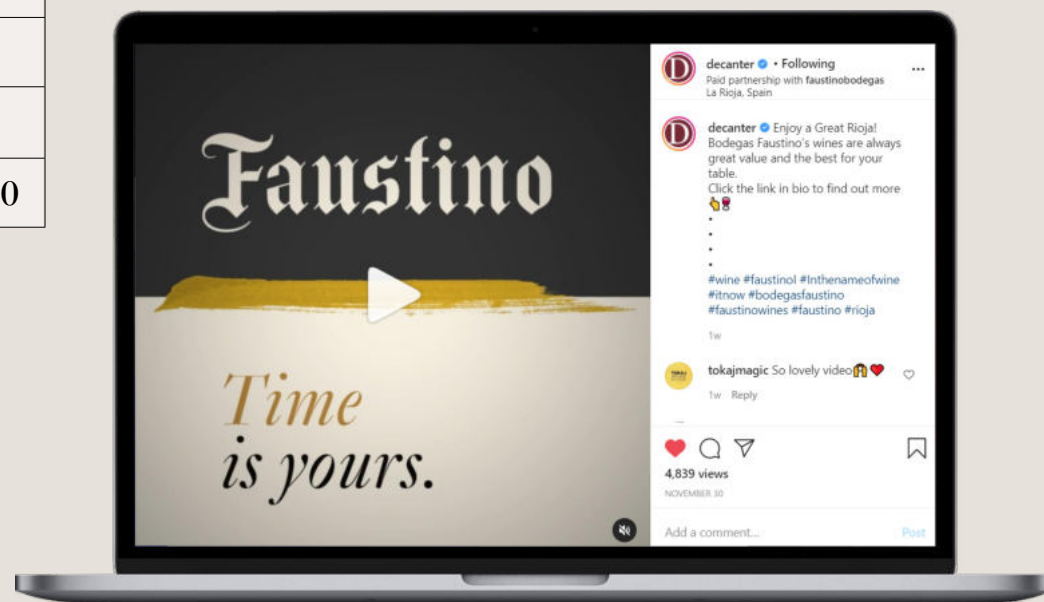 0
Faustino
Time
is yours.
decanter • Following
Paid partnership with faustinobodegas
La Rioja, Spain
decanter Enjoy a Great Rioja!
Bodegas Faustino's wines are always
great value and the best for your
table.
Click the link in bio to find out more
•
•
•
•
#wine #faustinoI #Inthenameofwine
#itnow #bodegasfaustino
#faustinowines #faustino #rioja
1w
tokajmagic So lovely video
1w Reply
4,839 views
NOVEMBER 30
Add a comment...
Post